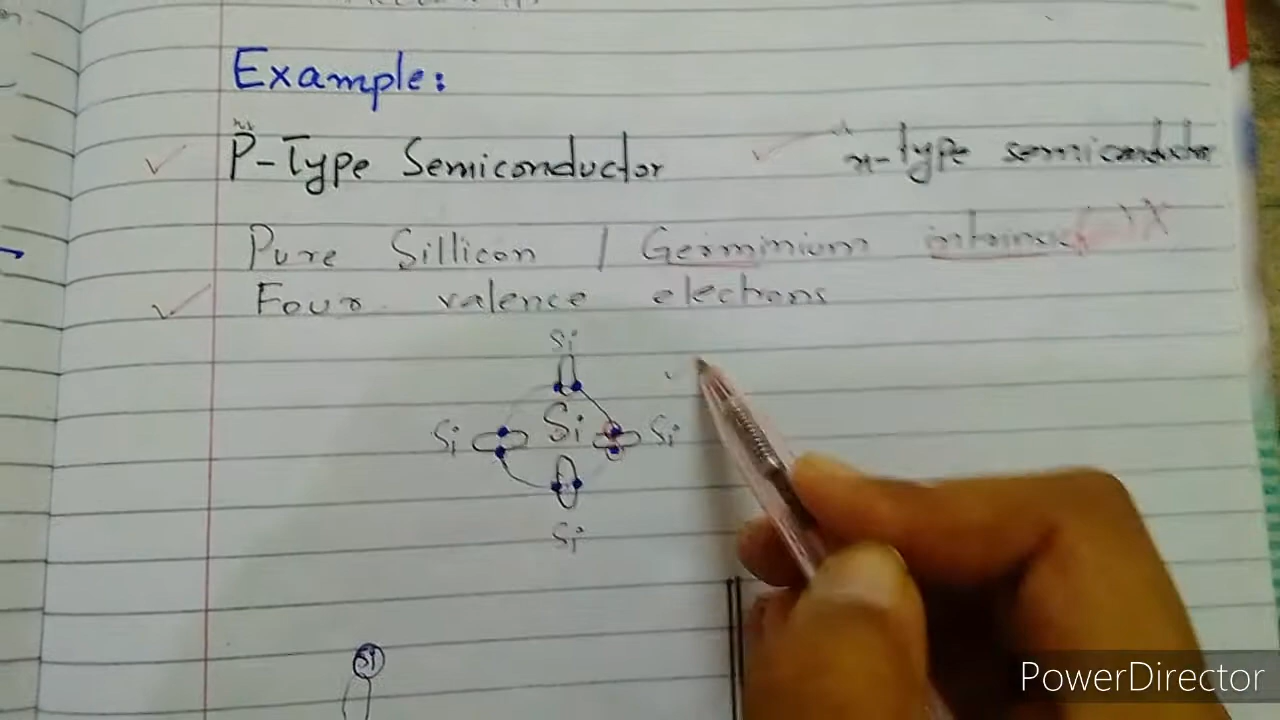 Example:
P-Type Semiconductor n-type semiconductor
Pure Sillicon / Germinium
Four valence electrons
Si
Si Si Si
Si
Si
PowerDirector